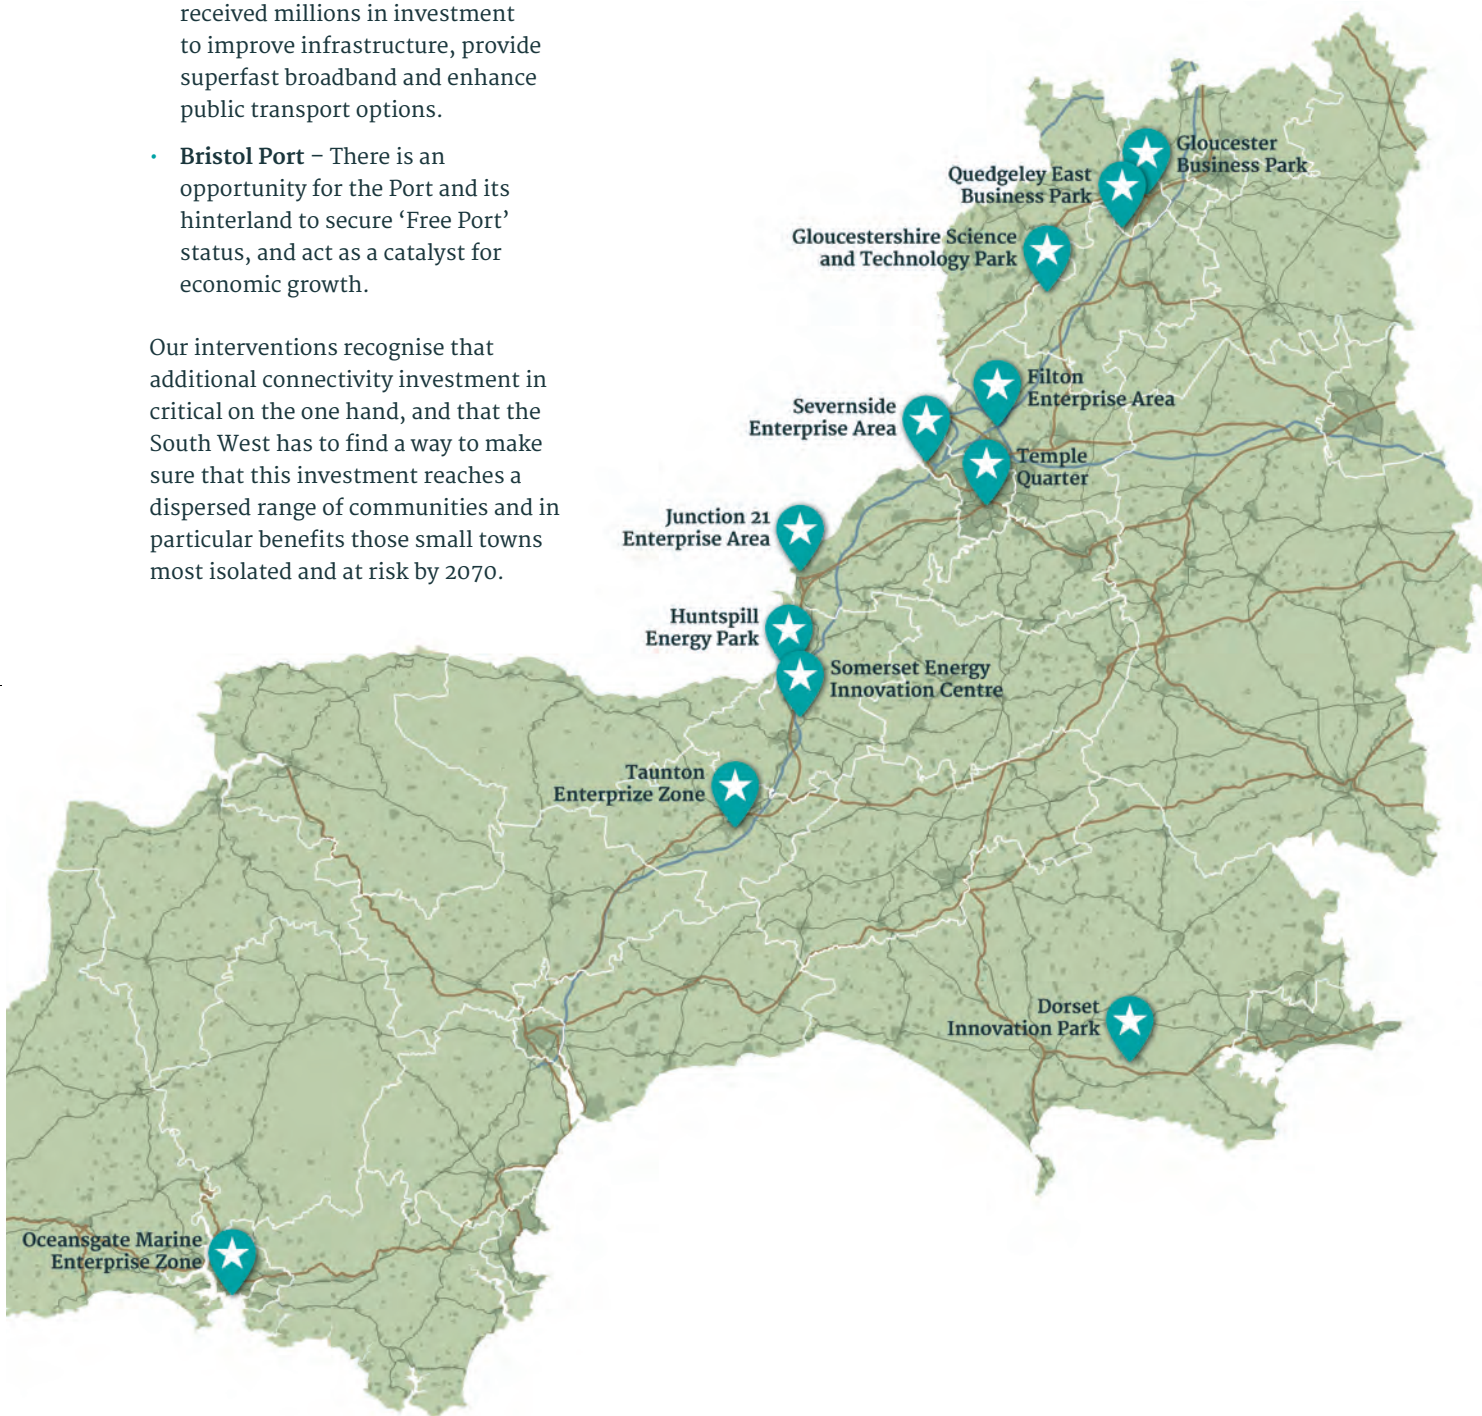 received millions in investment
to improve infrastructure, provide
superfast broadband and enhance
public transport options.
• Bristol Port – There is an
opportunity for the Port and its
hinterland to secure ‘Free Port’
status, and act as a catalyst for
economic growth.
Our interventions recognise that
additional connectivity investment in
critical on the one hand, and that the
South West has to find a way to make
sure that this investment reaches a
dispersed range of communities and in
particular benefits those small towns
most isolated and at risk by 2070.
Gloucester
Business Park
Quedgeley East
Business Park
Gloucestershire Science
and Technology Park
Filton
Enterprise Area
Severnside
Enterprise Area
Temple
Quarter
Junction 21
Enterprise Area
Huntspill
Energy Park
Somerset Energy
Innovation Centre
Taunton
Enterprize Zone
Dorset
Innovation Park
Oceansgate Marine
Enterprise Zone